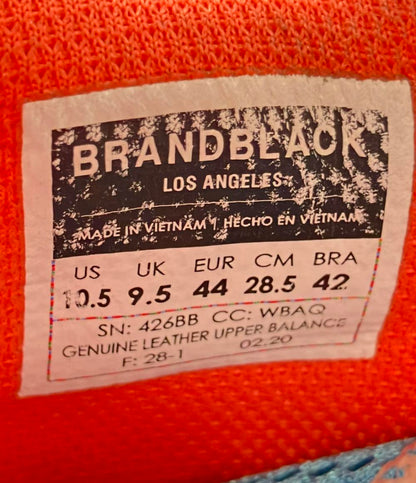 BRANDBLACK
LOS ANGELES
MADE IN VIETNAM | HECHO EN VIETNAM
US UK EUR CM BRA
10.5 9.5 44 28.5 42
SN: 426BB CC: WBAQ
GENUINE LEATHER UPPER BALANCE
F: 28-1 02.20